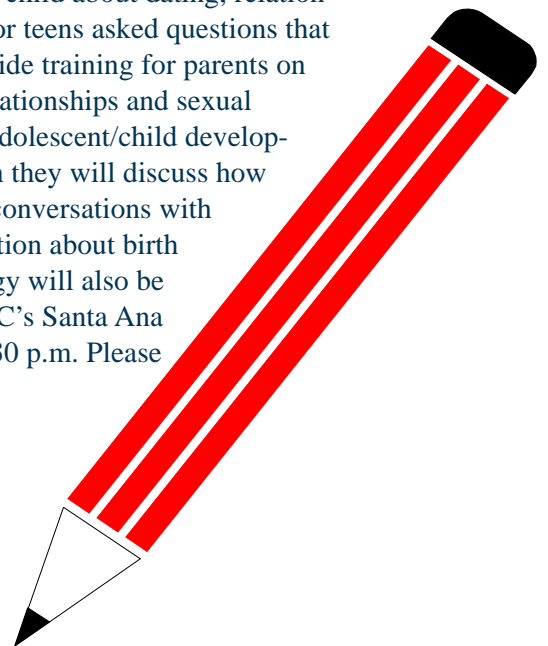 child about dating, relation
or teens asked questions that
ide training for parents on
ationships and sexual
dolescent/child develop-
they will discuss how
conversations with
tion about birth
gy will also be
C's Santa Ana
30 p.m. Please